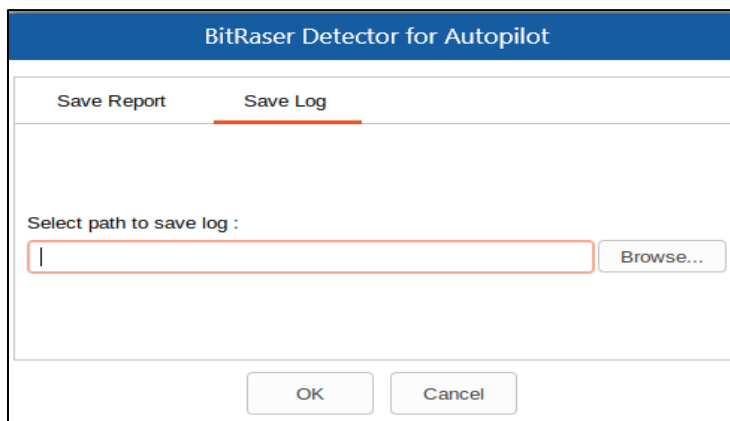 BitRaser Detector for Autopilot
Save Report Save Log
Select path to save log :
Browse...
OK Cancel